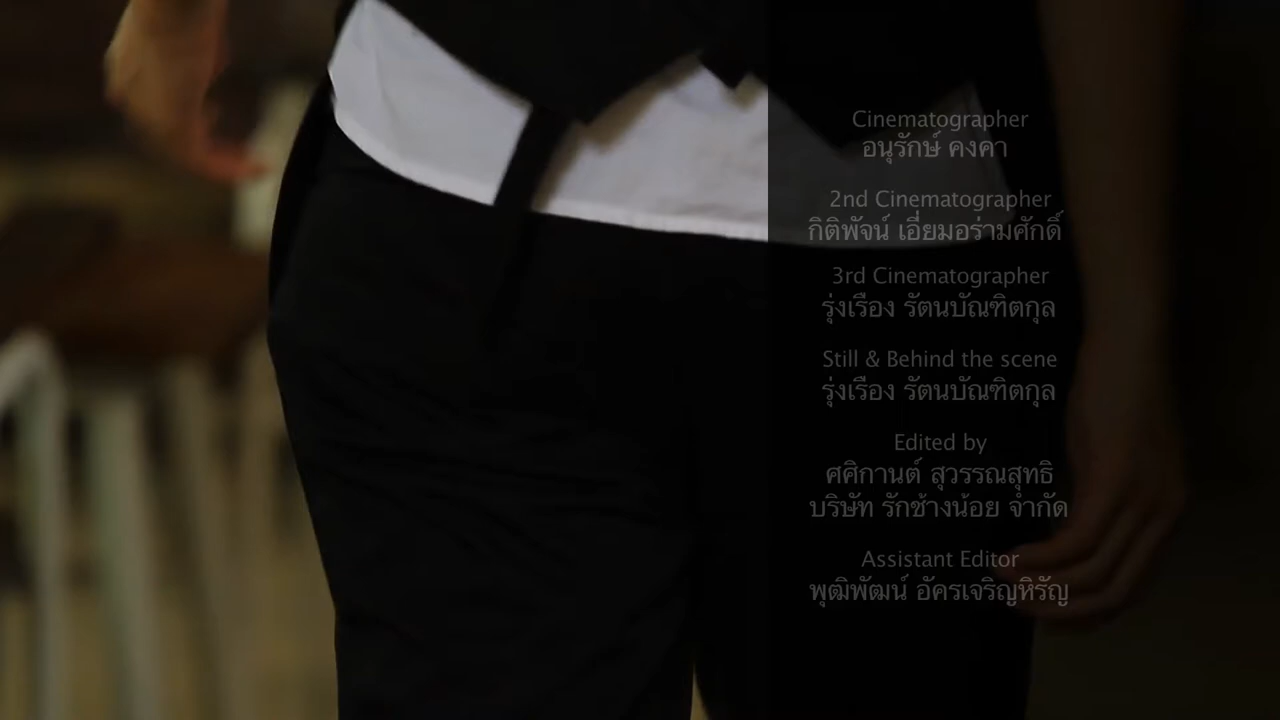 Cinematographer
อนุรักษ์ คงคา
2nd Cinematographer
กิติพัจน์ เอี่ยมอร่ามศักดิ์
3rd Cinematographer
รุ่งเรือง รัตนบัณฑิตกุล
Still & Behind the scene
รุ่งเรือง รัตนบัณฑิตกุล
Edited by
ศศิกานต์ สุวรรณสุทธิ
บริษัท รักช้างน้อย จำกัด
Assistant Editor
พุฒิพัฒน์ อัครเจริญหิรัญ